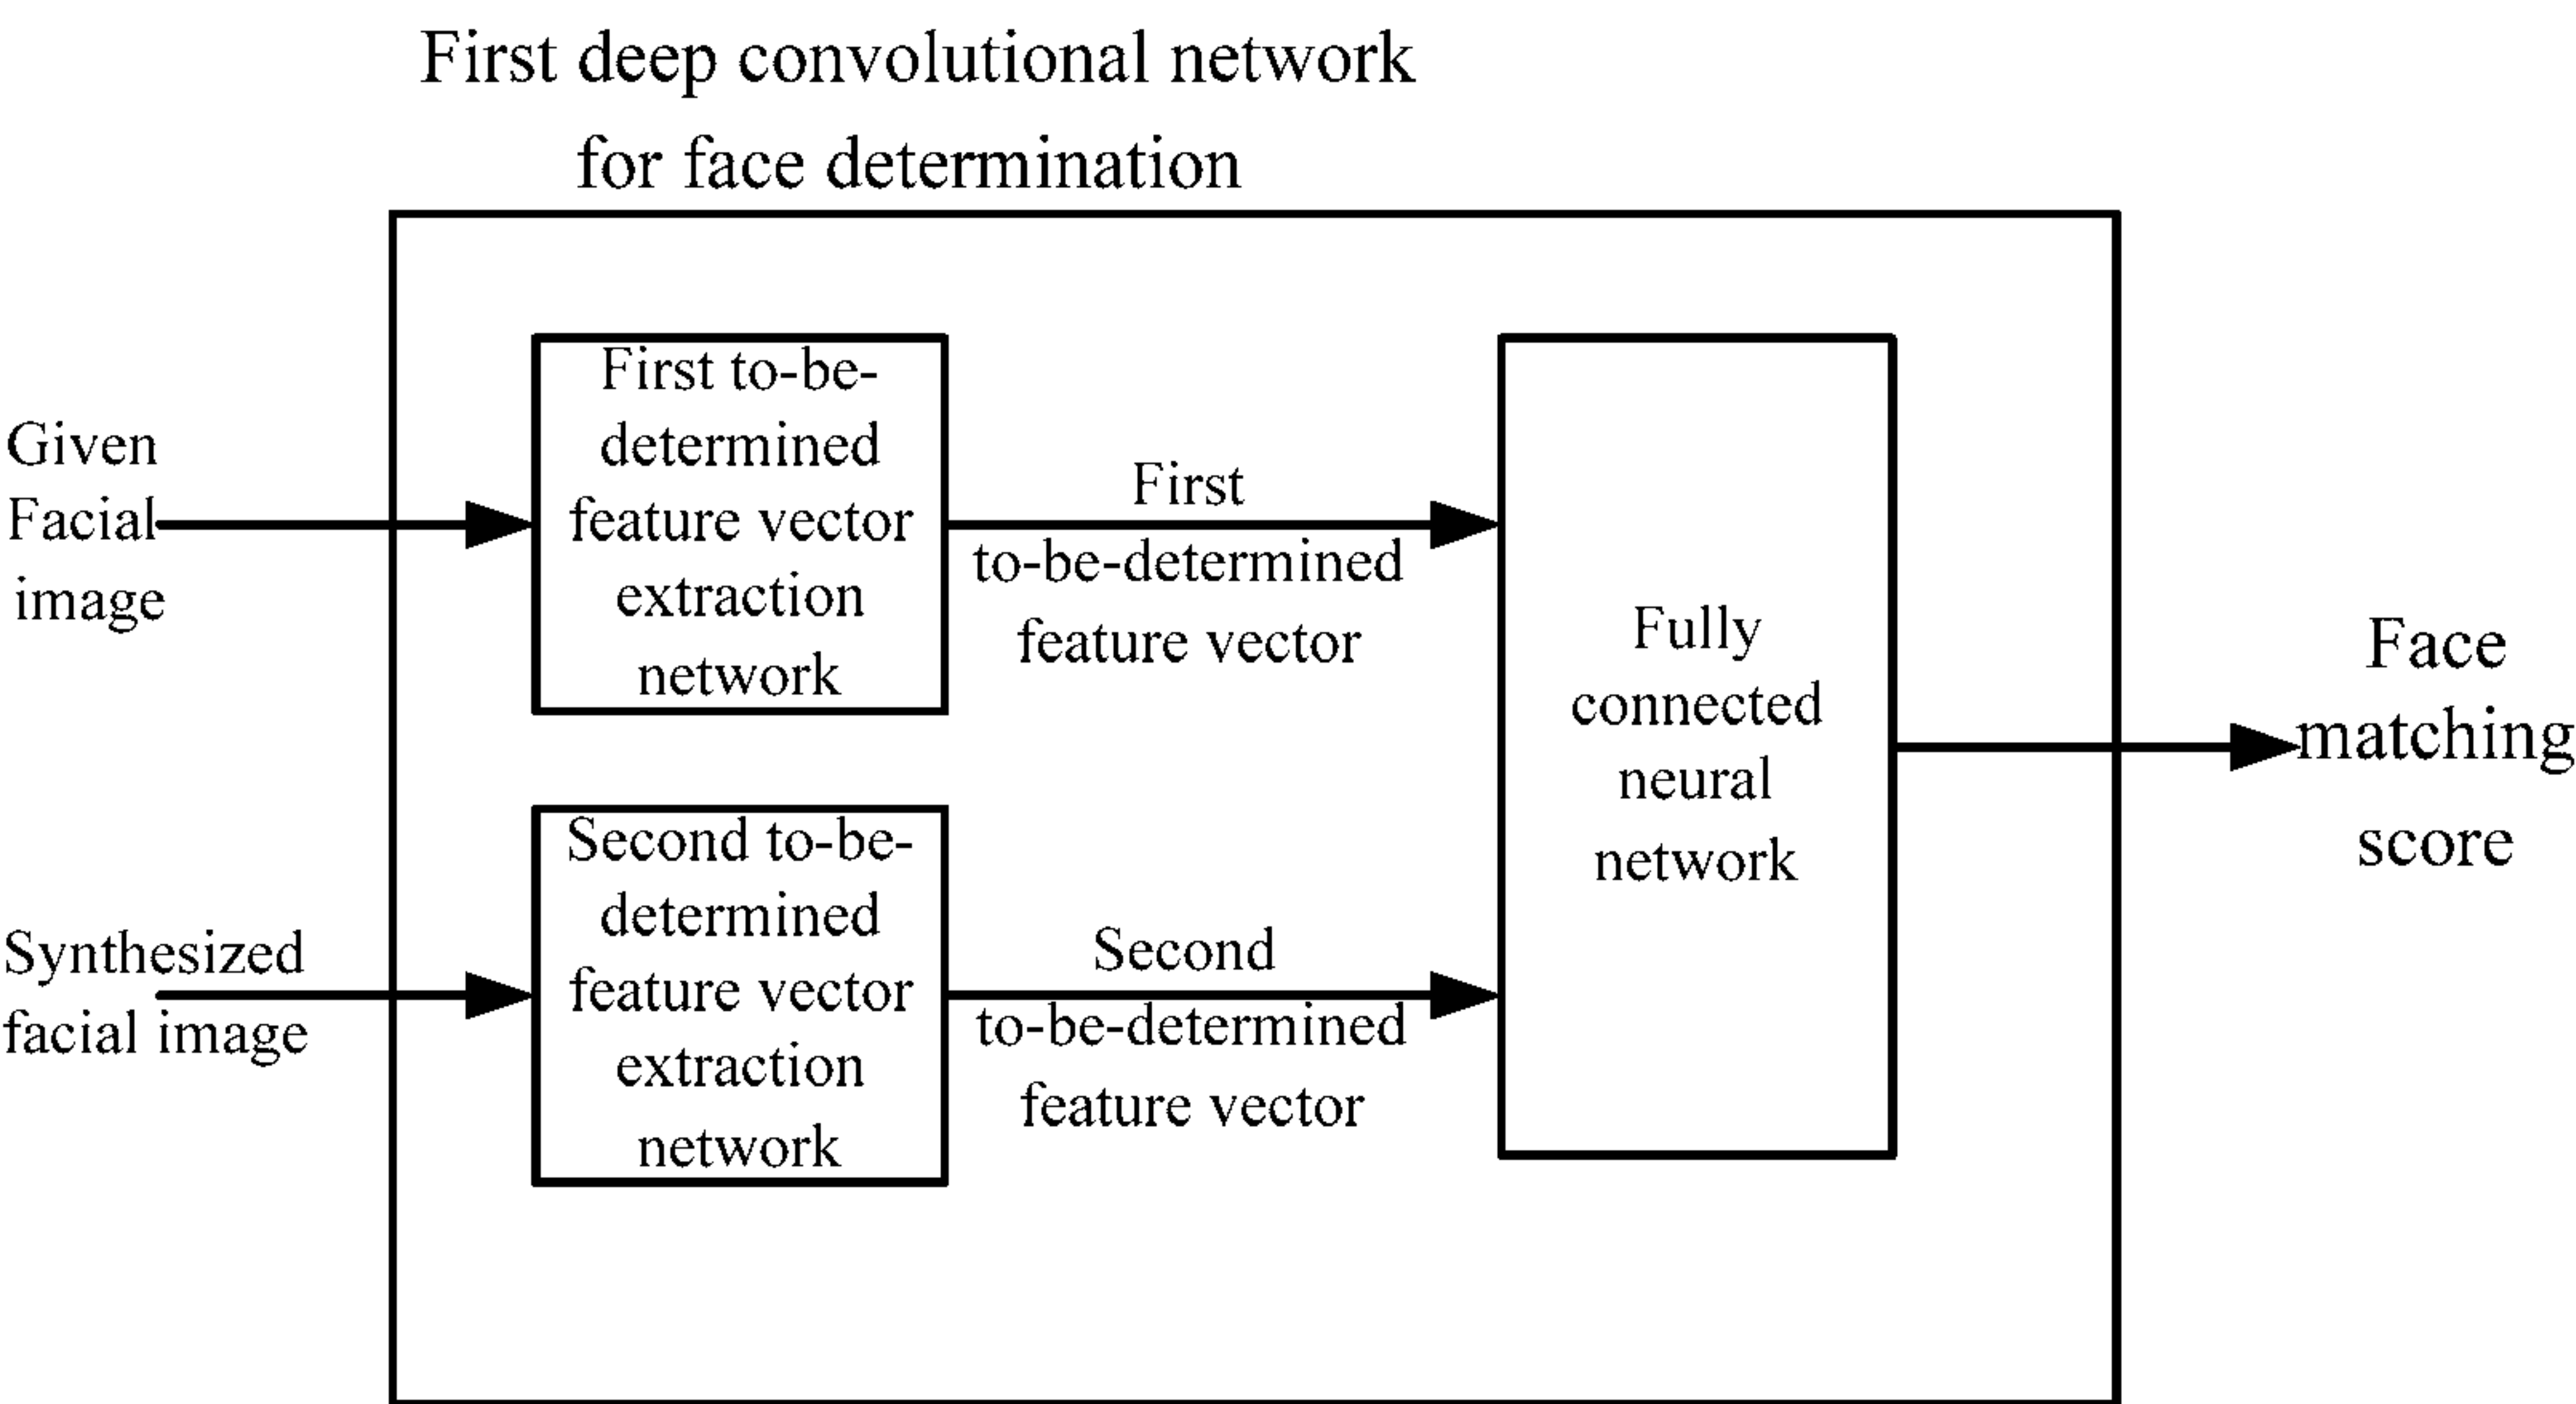 First deep convolutional network
for face determination
Given
Facial
image
First to-be-
determined
feature vector
extraction
network
First
to-be-determined
feature vector
Fully
connected
neural
network
Face
matching
score
Synthesized
facial image
Second to-be-
determined
feature vector
extraction
network
Second
to-be-determined
feature vector